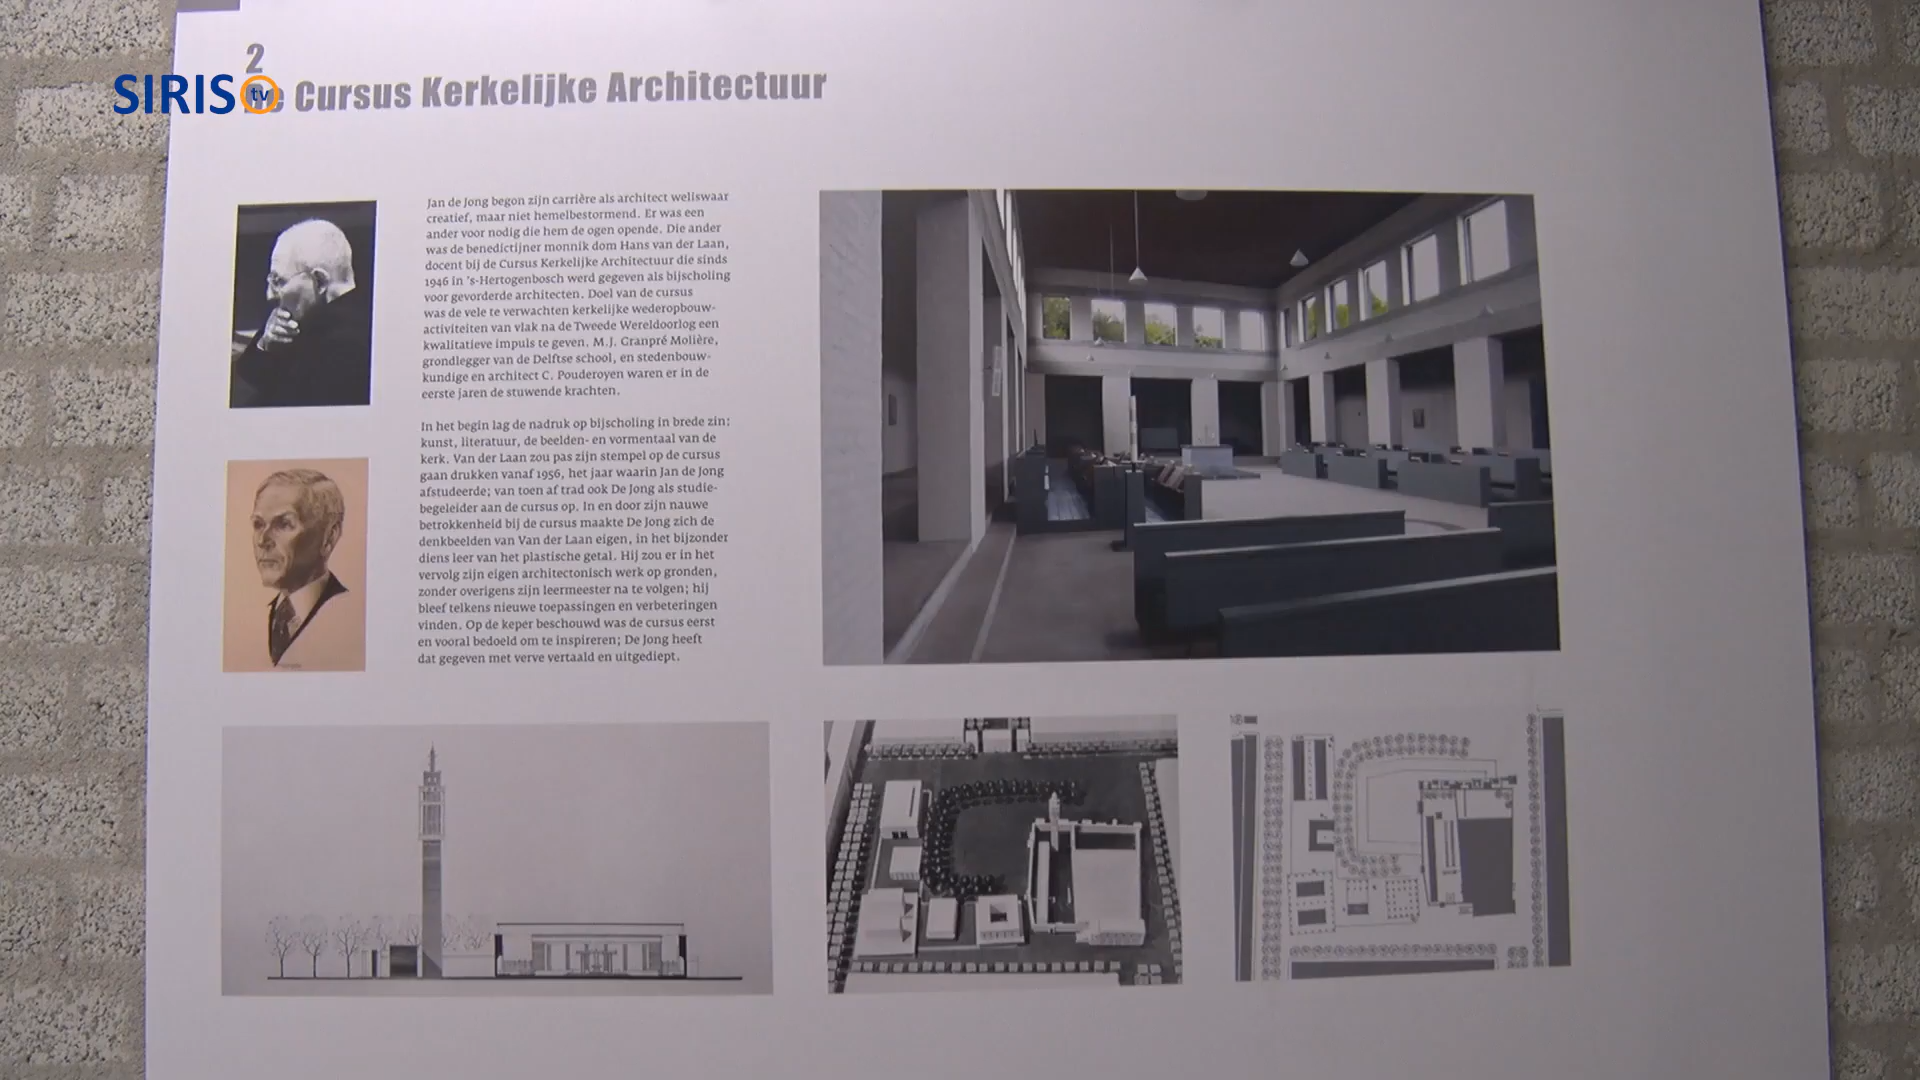 2
SIRIS tv
De Cursus Kerkelijke Architectuur
Jan de Jong begon zijn carrière als architect weliswaar
creatief, maar niet hemelbestormend. Er was een
ander voor nodig die hem de ogen opende. Die ander
was de benedictijner monnik dom Hans van der Laan,
docent bij de Cursus Kerkelijke Architectuur die sinds
1946 in 's-Hertogenbosch werd gegeven als bijscholing
voor gevorderde architecten. Doel van de cursus
was de vele te verwachten kerkelijke wederopbouw-
activiteiten van vlak na de Tweede Wereldoorlog een
kwalitatieve impuls te geven. M.J. Granpré Molière,
grondlegger van de Delftse school, en stedenbouw-
kundige en architect C. Pouderoyen waren er in de
eerste jaren de stuwende krachten.
In het begin lag de nadruk op bijscholing in brede zin;
kunst, literatuur, de beelden- en vormentaal van de
kerk. Van der Laan zou pas zijn stempel op de cursus
gaan drukken vanaf 1956, het jaar waarin Jan de Jong
afstudeerde; van toen af trad ook De Jong als studie-
begeleider aan de cursus op. In en door zijn nauwe
betrokkenheid bij de cursus maakte De Jong zich de
denkbeelden van Van der Laan eigen, in het bijzonder
diens leer van het plastische getal. Hij zou er in het
vervolg zijn eigen architectonisch werk op gronden,
zonder overigens zijn leermeester na te volgen; hij
bleef telkens nieuwe toepassingen en verbeteringen
vinden. Op de keper beschouwd was de cursus eerst
en vooral bedoeld om te inspireren; De Jong heeft
dat gegeven met verve vertaald en uitgediept.